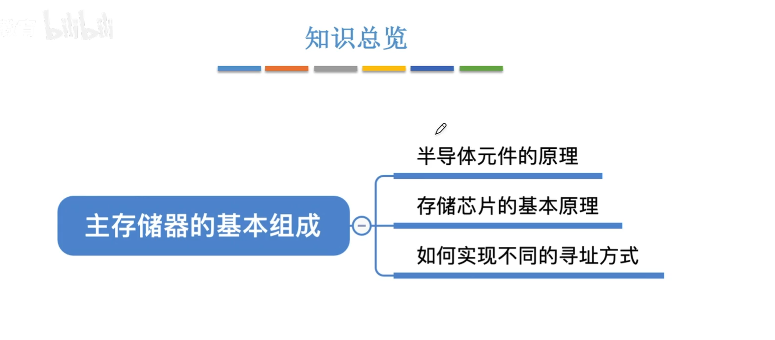 bilibili
知识总览
半导体元件的原理
主存储器的基本组成
存储芯片的基本原理
如何实现不同的寻址方式